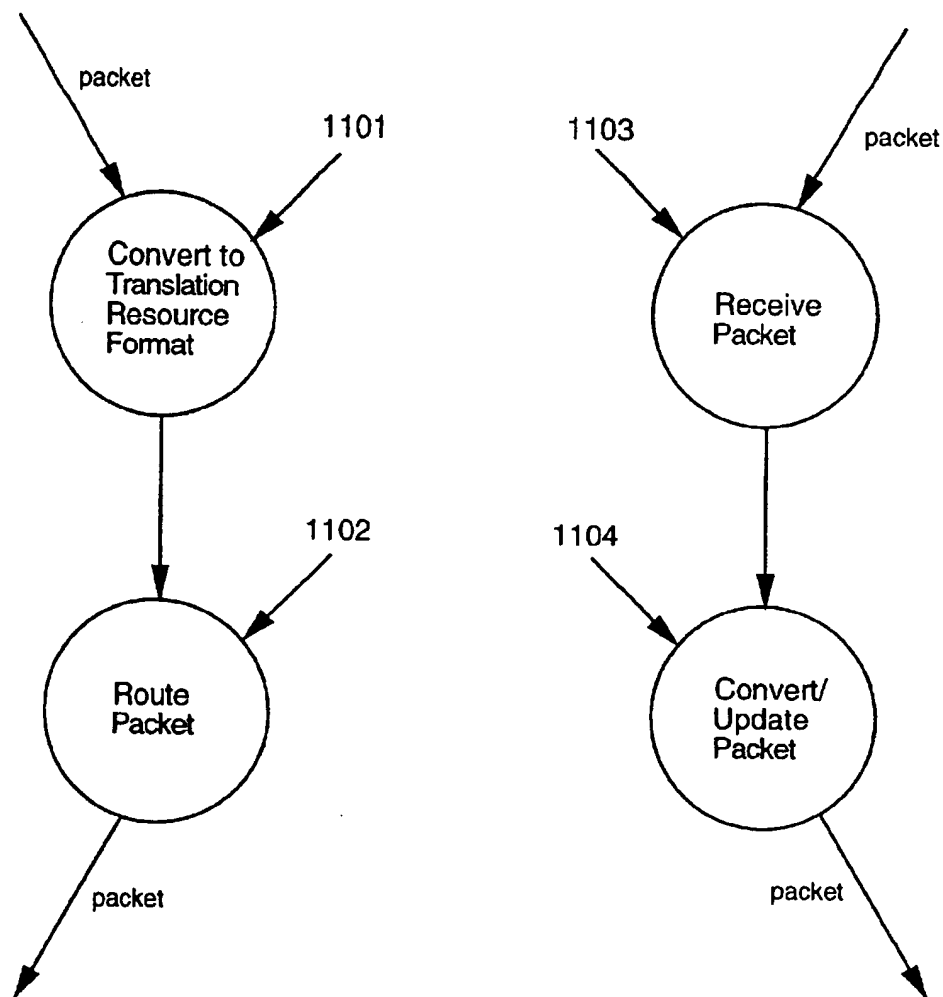 packet
1101
1103
packet
Convert to
Translation
Resource
Format
Receive
Packet
1102
1104
Route
Packet
Convert/
Update
Packet
packet
packet